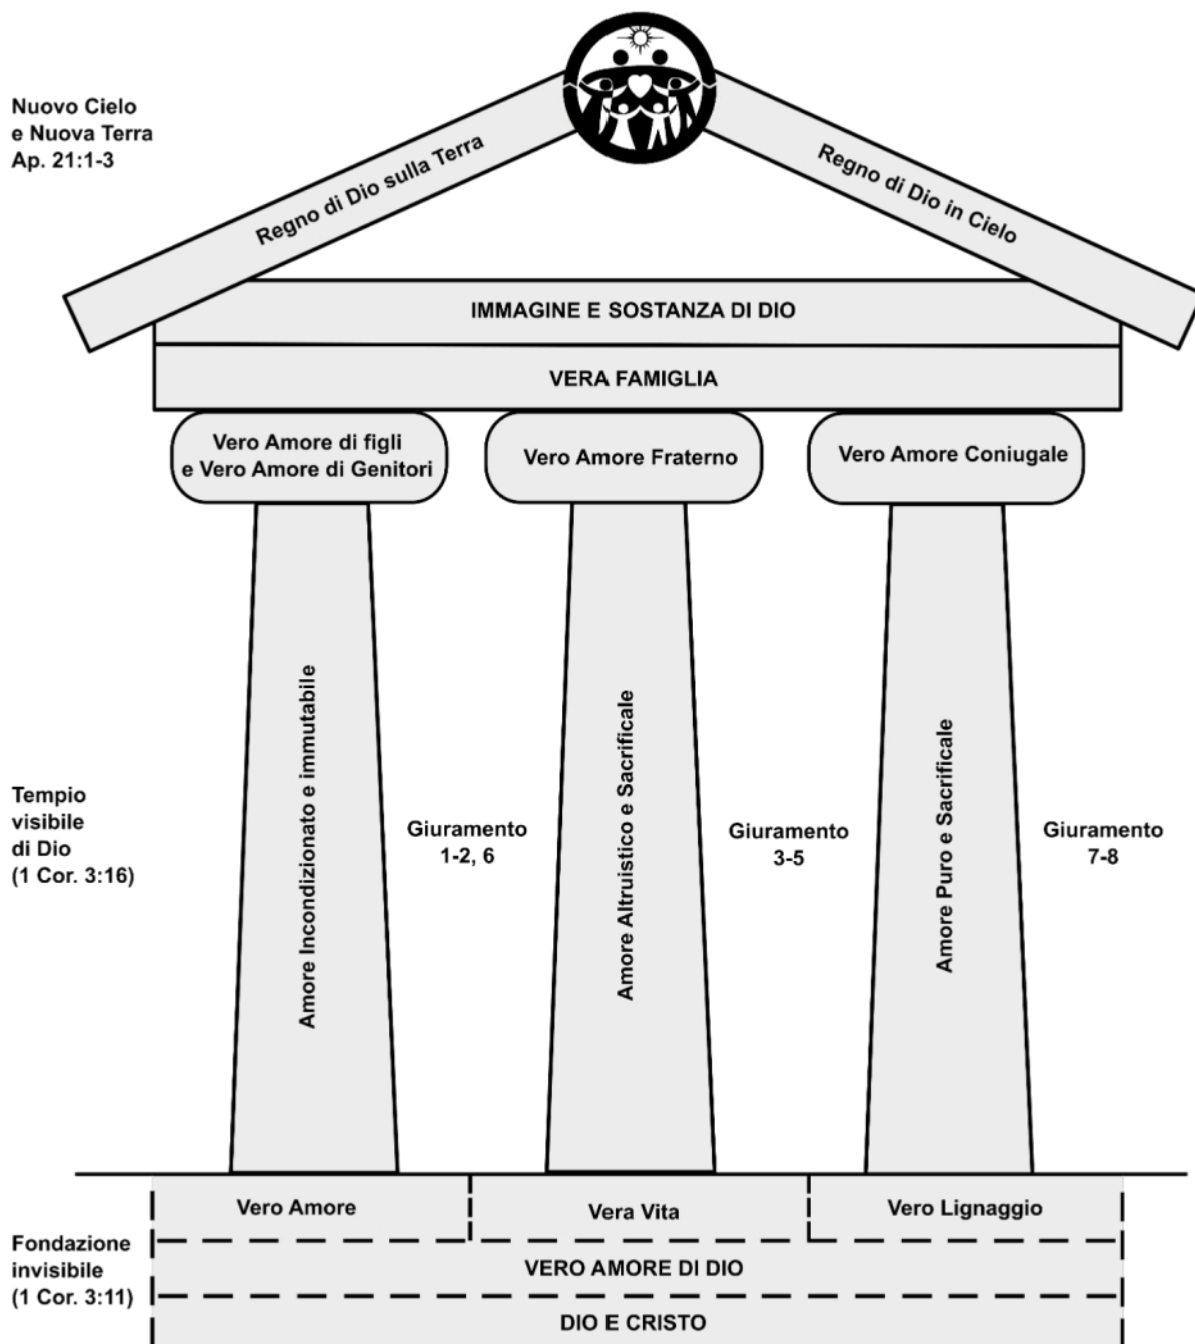 Nuovo Cielo
e Nuova Terra
Ap. 21:1-3
Regno di Dio sulla Terra
Regno di Dio in Cielo
IMMAGINE E SOSTANZA DI DIO
VERA FAMIGLIA
Vero Amore di figli
e Vero Amore di Genitori
Vero Amore Fraterno
Vero Amore Coniugale
Amore Incondizionato e immutabile
Amore Altruistico e Sacrificale
Amore Puro e Sacrificale
Tempio
visibile
di Dio
(1 Cor. 3:16)
Giuramento
1-2, 6
Giuramento
3-5
Giuramento
7-8
Vero Amore
Vera Vita
Vero Lignaggio
Fondazione
invisibile
(1 Cor. 3:11)
VERO AMORE DI DIO
DIO E CRISTO